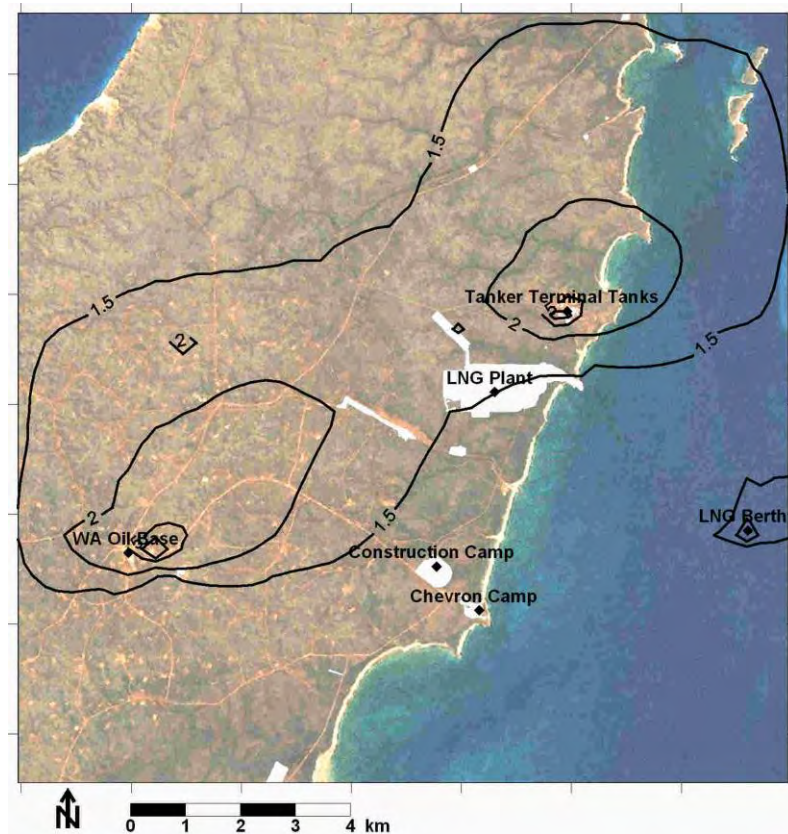 1.5
1.5
Tanker Terminal Tanks
5
2
2
1.5
LNG Plant
2
1.5
WA Oil Base
LNG Berth
Construction Camp
Chevron Camp
N
0 1 2 3 4 km